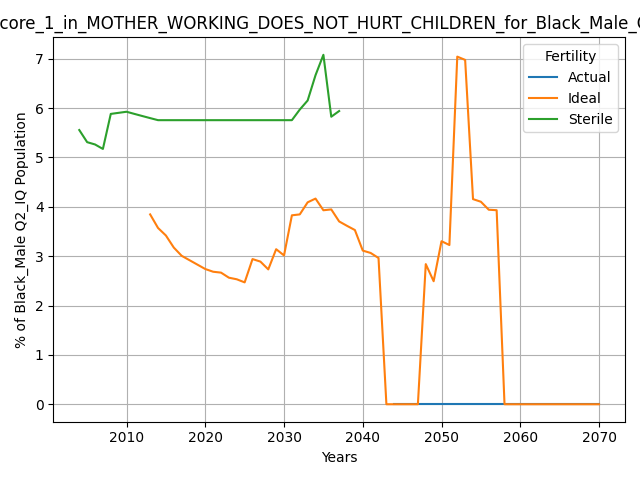 core_1_in_MOTHER_WORKING_DOES_NOT_HURT_CHILDREN_for_Black_Male_
Fertility
Actual
Ideal
Sterile
% of Black_Male Q2_IQ Population
7
6
5
4
3
2
1
0
2010 2020 2030 2040 2050 2060 2070
Years